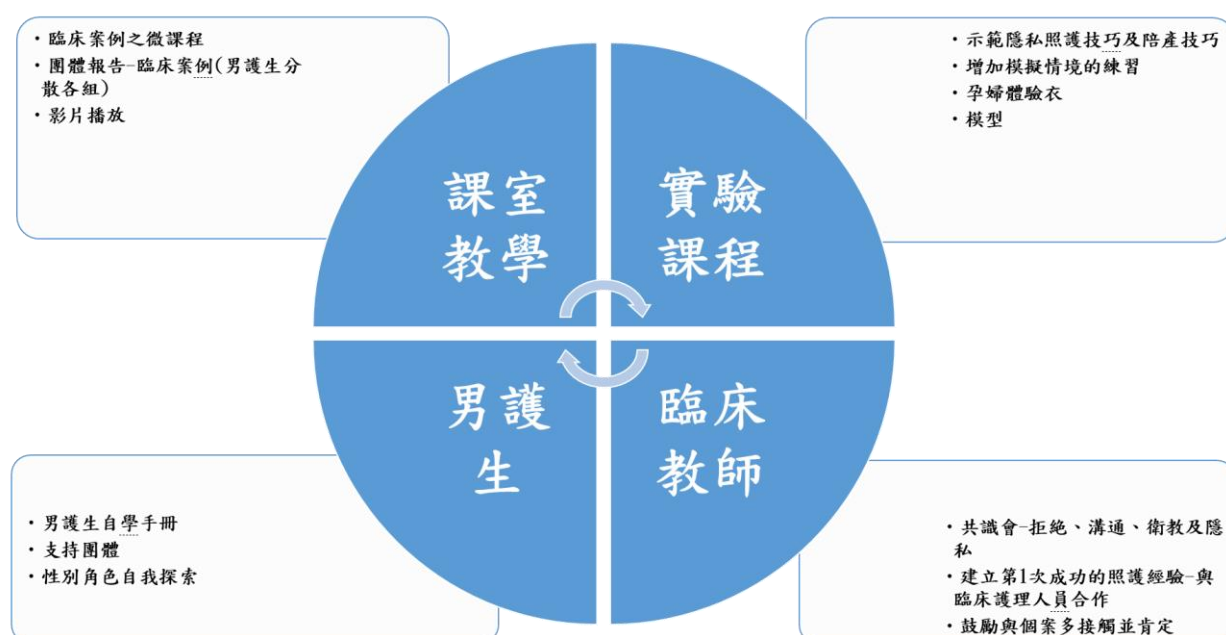 ・臨床案例之微課程
・團體報告-臨床案例(男護生分
散各組)
・影片播放
・示範隱私照護技巧及陪產技巧
・增加模擬情境的練習
・孕婦體驗衣
・模型
課室
教學
實驗
課程
男護
生
臨床
教師
・男護生自學手冊
・支持團體
・性別角色自我探索
・共識會-拒絕、溝通、衛教及隱
私
・建立第1次成功的照護經驗-與
臨床護理人員合作
・鼓勵與個案多接觸並肯定